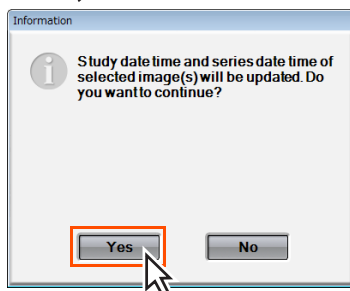 Information
Study date time and series date time of
selected image(s) will be updated. Do
you want to continue?
Yes
No